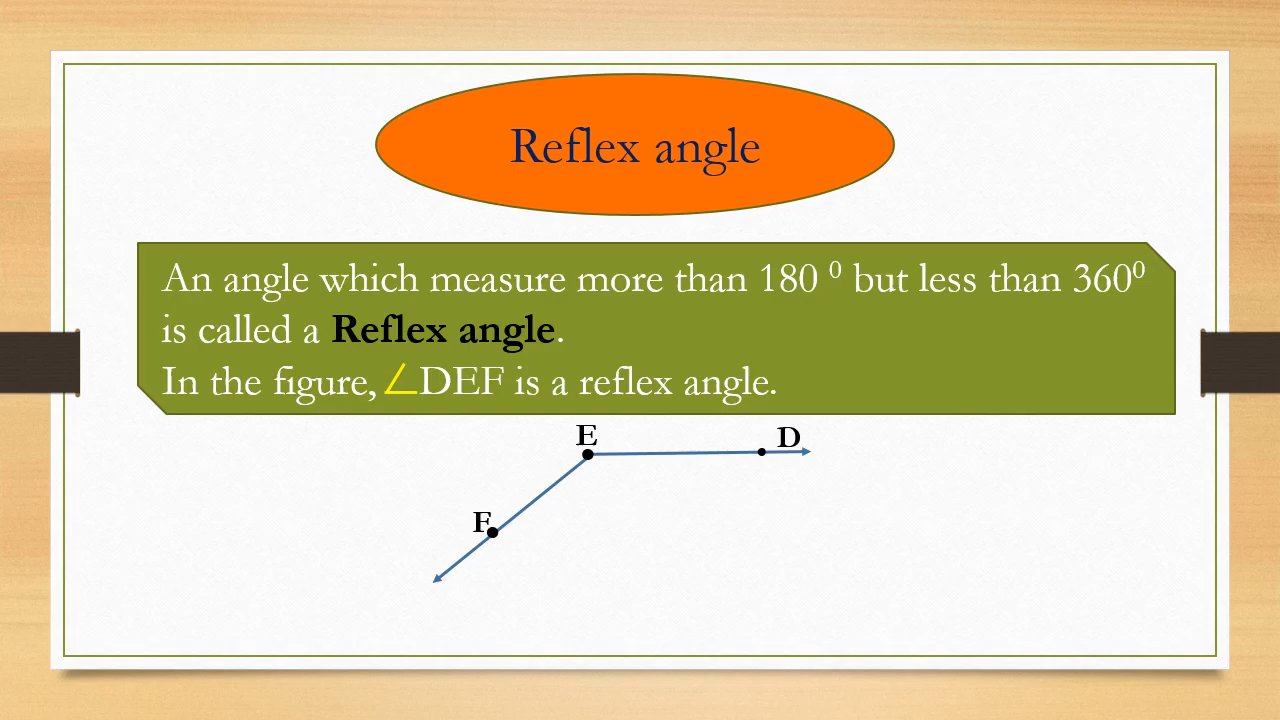 Reflex angle
An angle which measure more than 180 ⁰ but less than 360⁰
is called a Reflex angle.
In the figure, ∠DEF is a reflex angle.
E
D
F